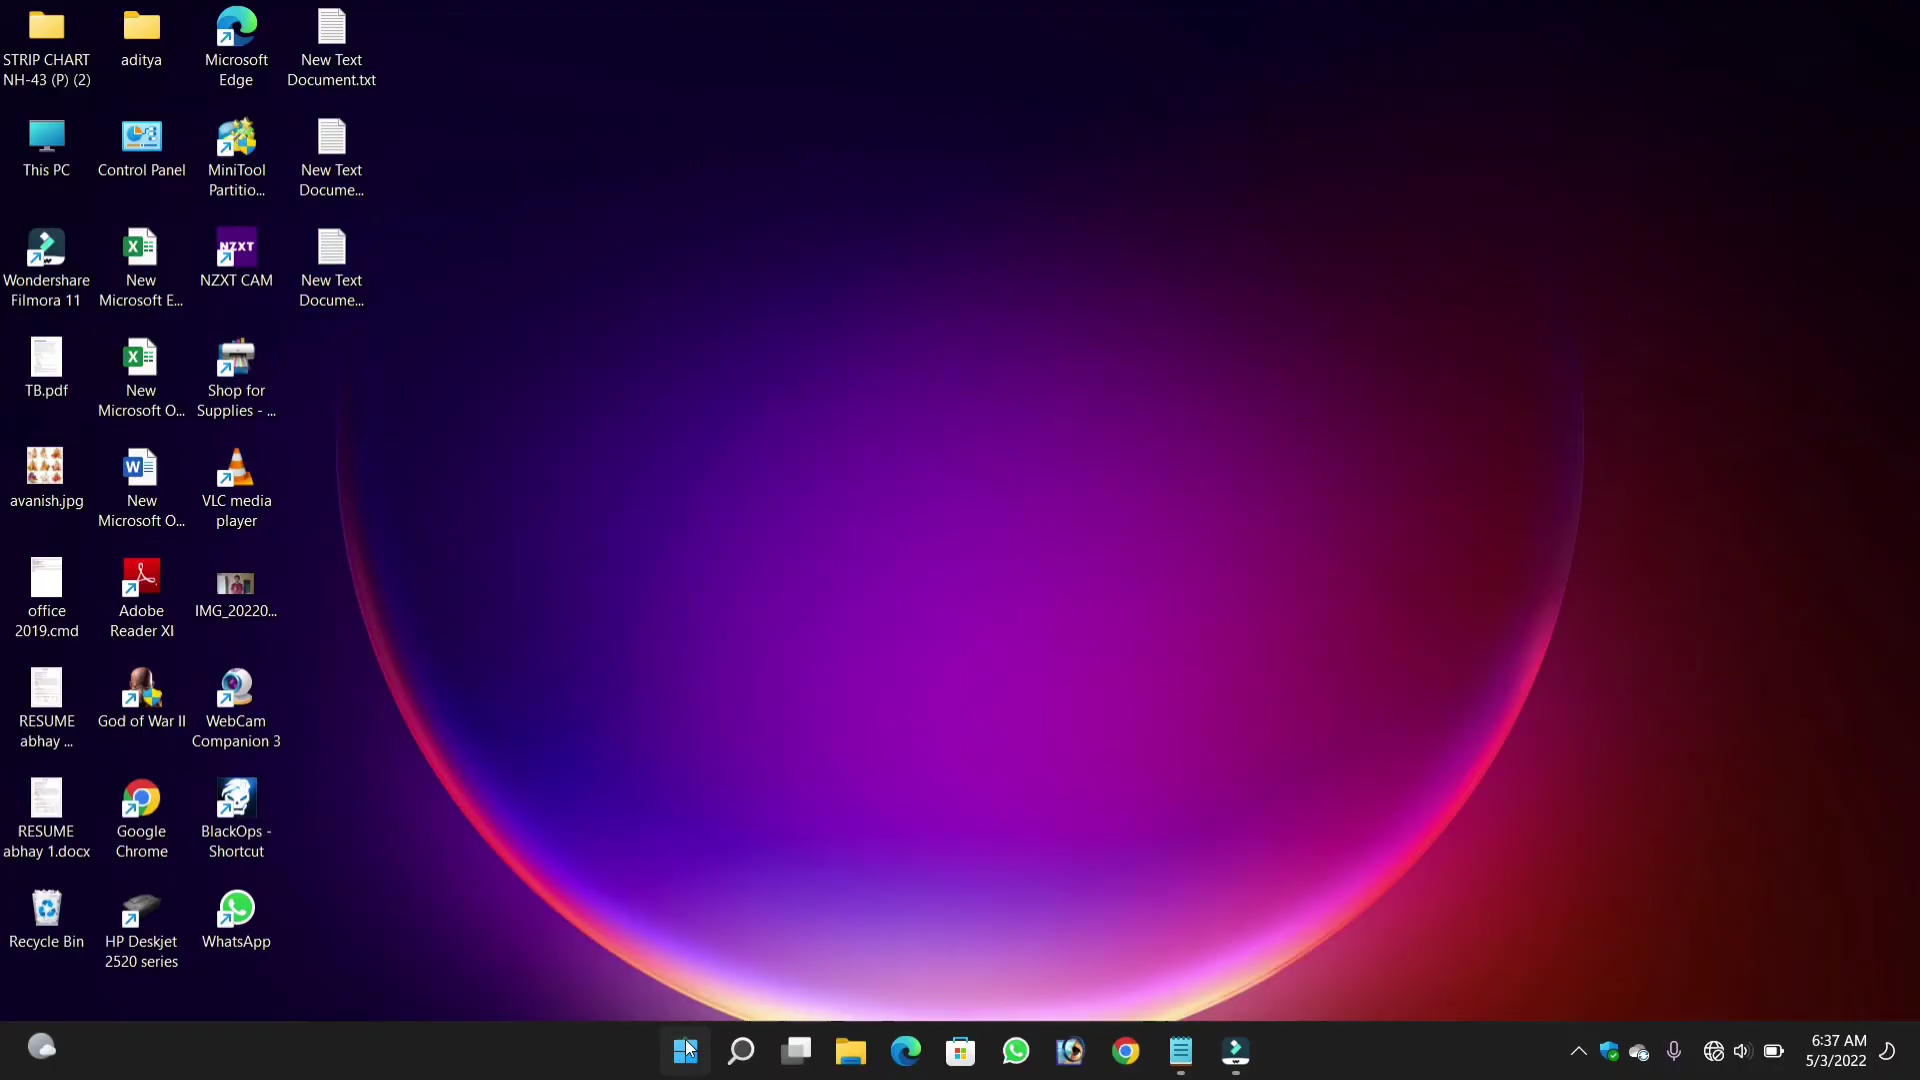 STRIP CHART
NH-43 (P) (2)
aditya
Microsoft
Edge
New Text
Document.txt
This PC
Control Panel
MiniTool
Partitio...
New Text
Docume...
Wondershare
Filmora 11
New
Microsoft E...
NZXT
NZXT CAM
New Text
Docume...
TB.pdf
New
Microsoft O...
Shop for
Supplies - ...
avanish.jpg
New
Microsoft O...
VLC media
player
office
2019.cmd
Adobe
Reader XI
IMG_20220...
RESUME
abhay ...
God of War II
WebCam
Companion 3
RESUME
abhay 1.docx
Google
Chrome
BlackOps -
Shortcut
Recycle Bin
HP Deskjet
2520 series
WhatsApp
6:37 AM
5/3/2022